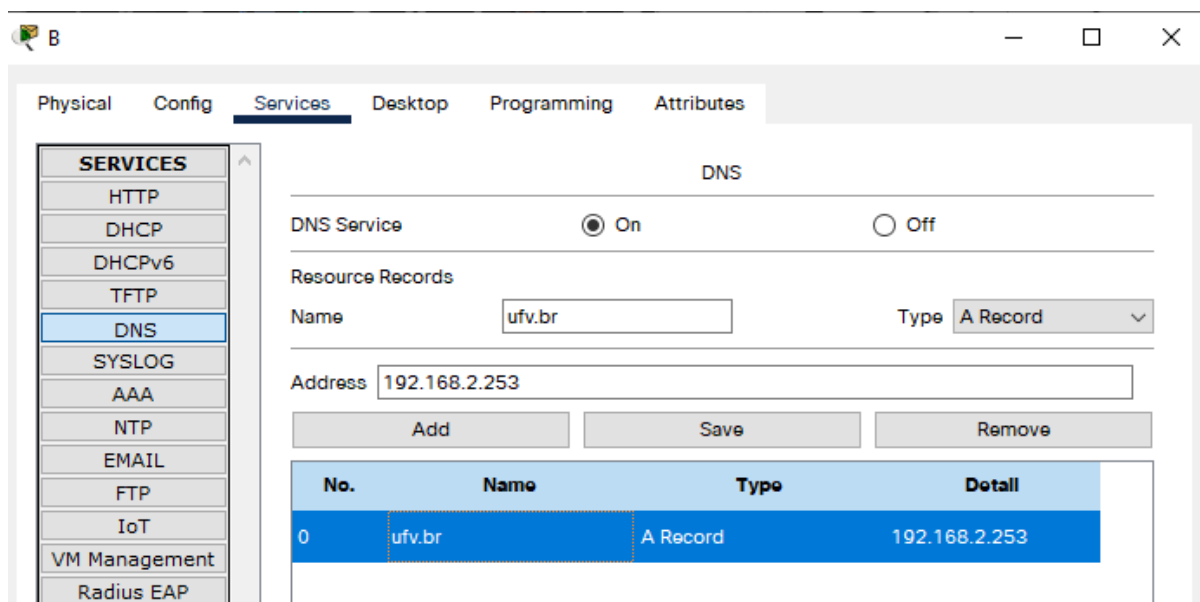 B
Physical Config Services Desktop Programming Attributes
SERVICES
HTTP
DHCP
DHCPv6
TFTP
DNS
SYSLOG
AAA
NTP
EMAIL
FTP
IoT
VM Management
Radius EAP
DNS
DNS Service On Off
Resource Records
Name ufv.br Type A Record
Address 192.168.2.253
Add Save Remove
No. Name Type Detail
0 ufv.br A Record 192.168.2.253